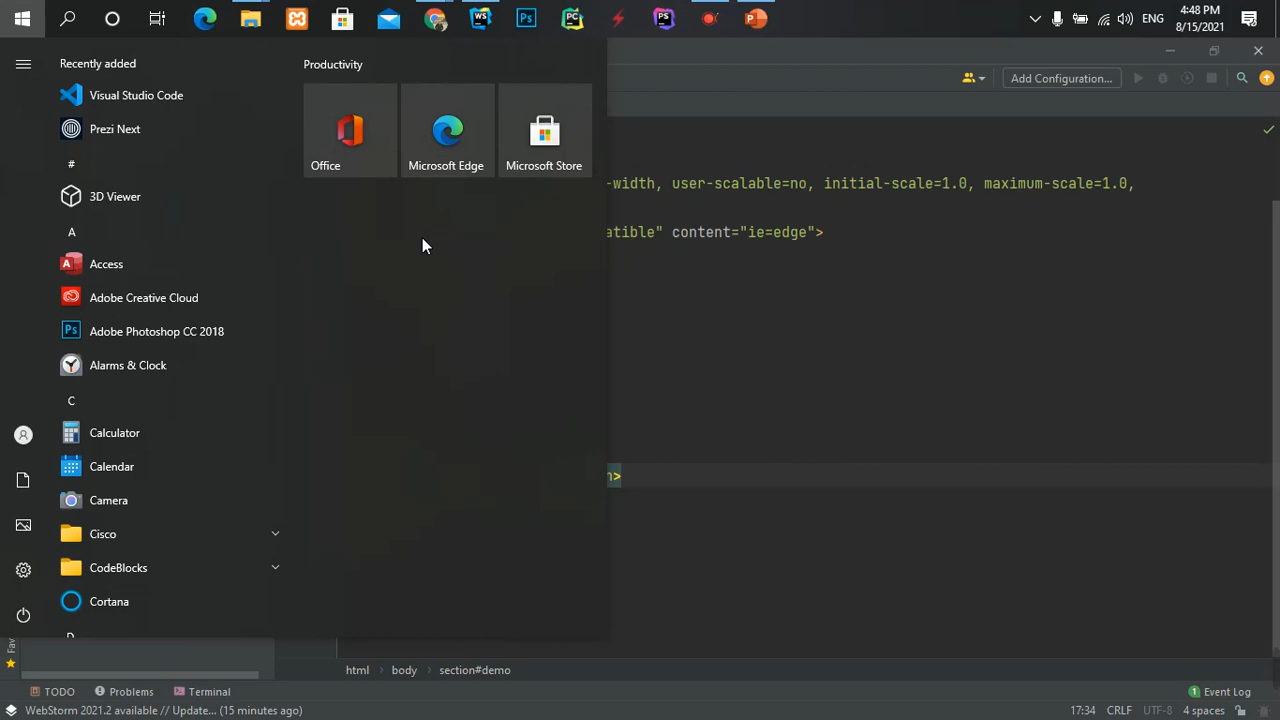 ENG
4:48 PM
8/15/2021
Recently added
Visual Studio Code
Prezi Next
#
3D Viewer
A
Access
Adobe Creative Cloud
Adobe Photoshop CC 2018
Alarms & Clock
C
Calculator
Calendar
Camera
Cisco
CodeBlocks
Cortana
Productivity
Office
Microsoft Edge
Microsoft Store
Add Configuration...
-width, user-scalable=no, initial-scale=1.0, maximum-scale=1.0,
atible" content="ie=edge">
>
Fav
html
body
section#demo
TODO
Problems
Terminal
1 Event Log
WebStorm 2021.2 available // Update... (15 minutes ago)
17:34
CRLF
UTF-8
4 spaces